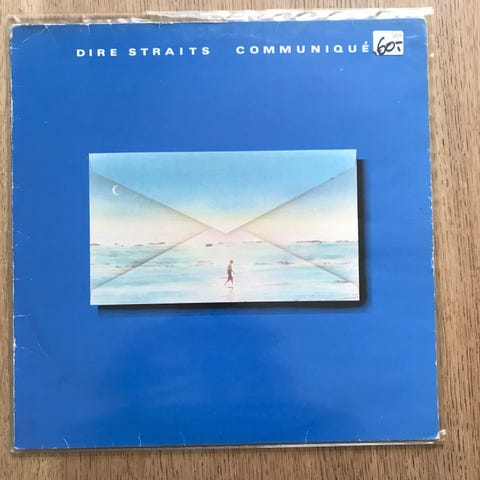 DIRE STRAITS COMMUNIQUÉ
60:-